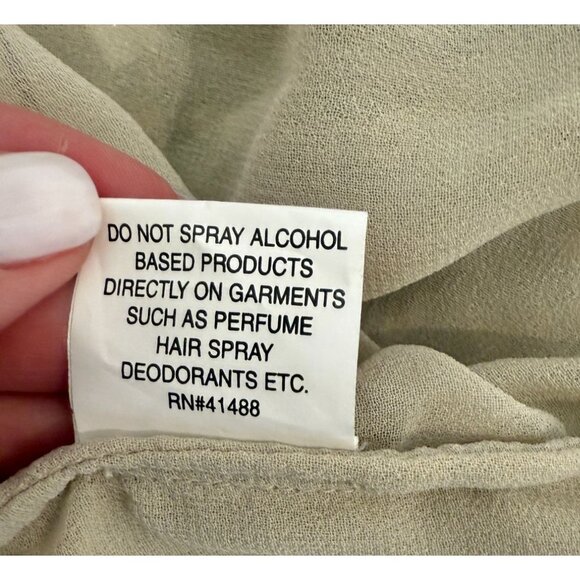 DO NOT SPRAY ALCOHOL
BASED PRODUCTS
DIRECTLY ON GARMENTS
SUCH AS PERFUME
HAIR SPRAY
DEODORANTS ETC.
RN#41488